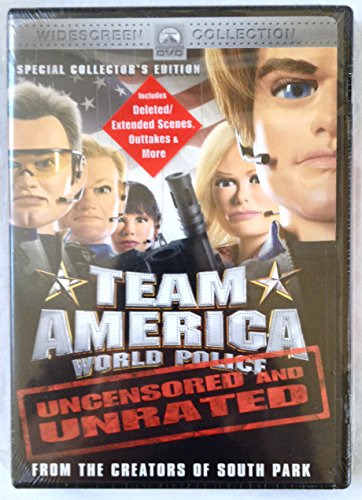 WIDESCREEN COLLECTION
DVD
SPECIAL COLLECTOR'S EDITION
Includes
Deleted/
Extended Scenes,
Outtakes &
More
TEAM
AMERICA
WORLD POLICE
UNCENSORED AND
UNRATED
FROM THE CREATORS OF SOUTH PARK